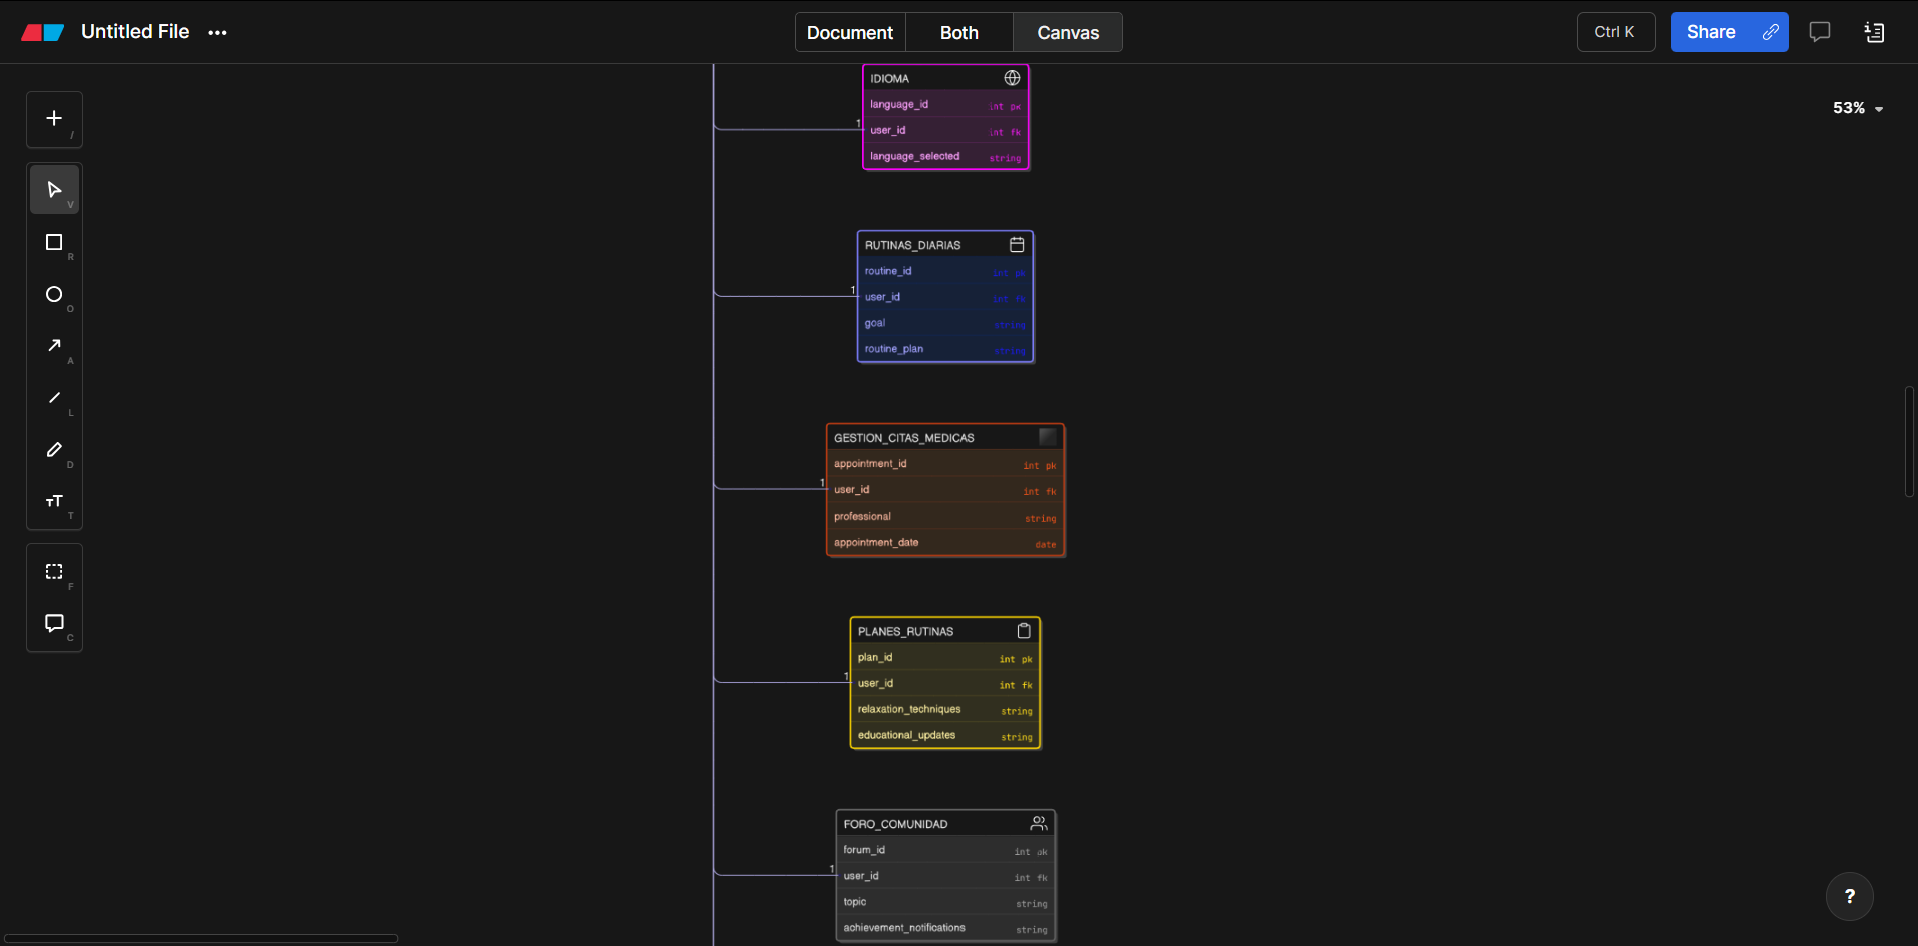 Untitled File ...
Document Both Canvas
Ctrl K
Share
53%
/
V
R
O
A
L
D
T
F
C
IDIOMA
language_id int pk
1
user_id int fk
language_selected string
RUTINAS_DIARIAS
routine_id int pk
1
user_id int fk
goal string
routine_plan string
GESTION_CITAS_MEDICAS
appointment_id int pk
1
user_id int fk
professional string
appointment_date date
PLANES_RUTINAS
plan_id int pk
1
user_id int fk
relaxation_techniques string
educational_updates string
FORO_COMUNIDAD
forum_id int pk
1
user_id int fk
topic string
achievement_notifications string
?